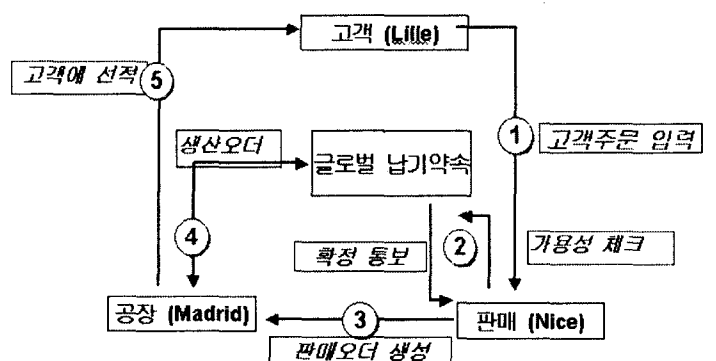 고객 (Lille)
고객에 선적
5
1
고객주문 입력
생산오더
글로벌 납기약속
4
확정 통보
2
가용성 체크
공장 (Madrid)
3
판매 (Nice)
판매오더 생성